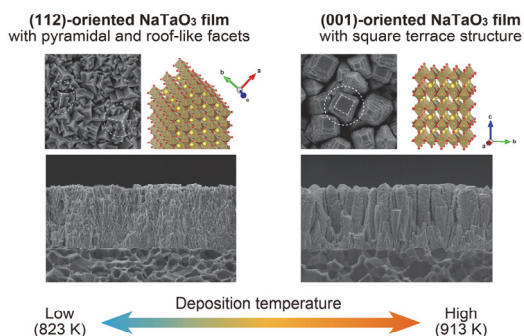 (112)-oriented NaTaO₃ film
with pyramidal and roof-like facets
(001)-oriented NaTaO₃ film
with square terrace structure
b
a
c
c
a
b
Deposition temperature
Low
(823 K)
High
(913 K)